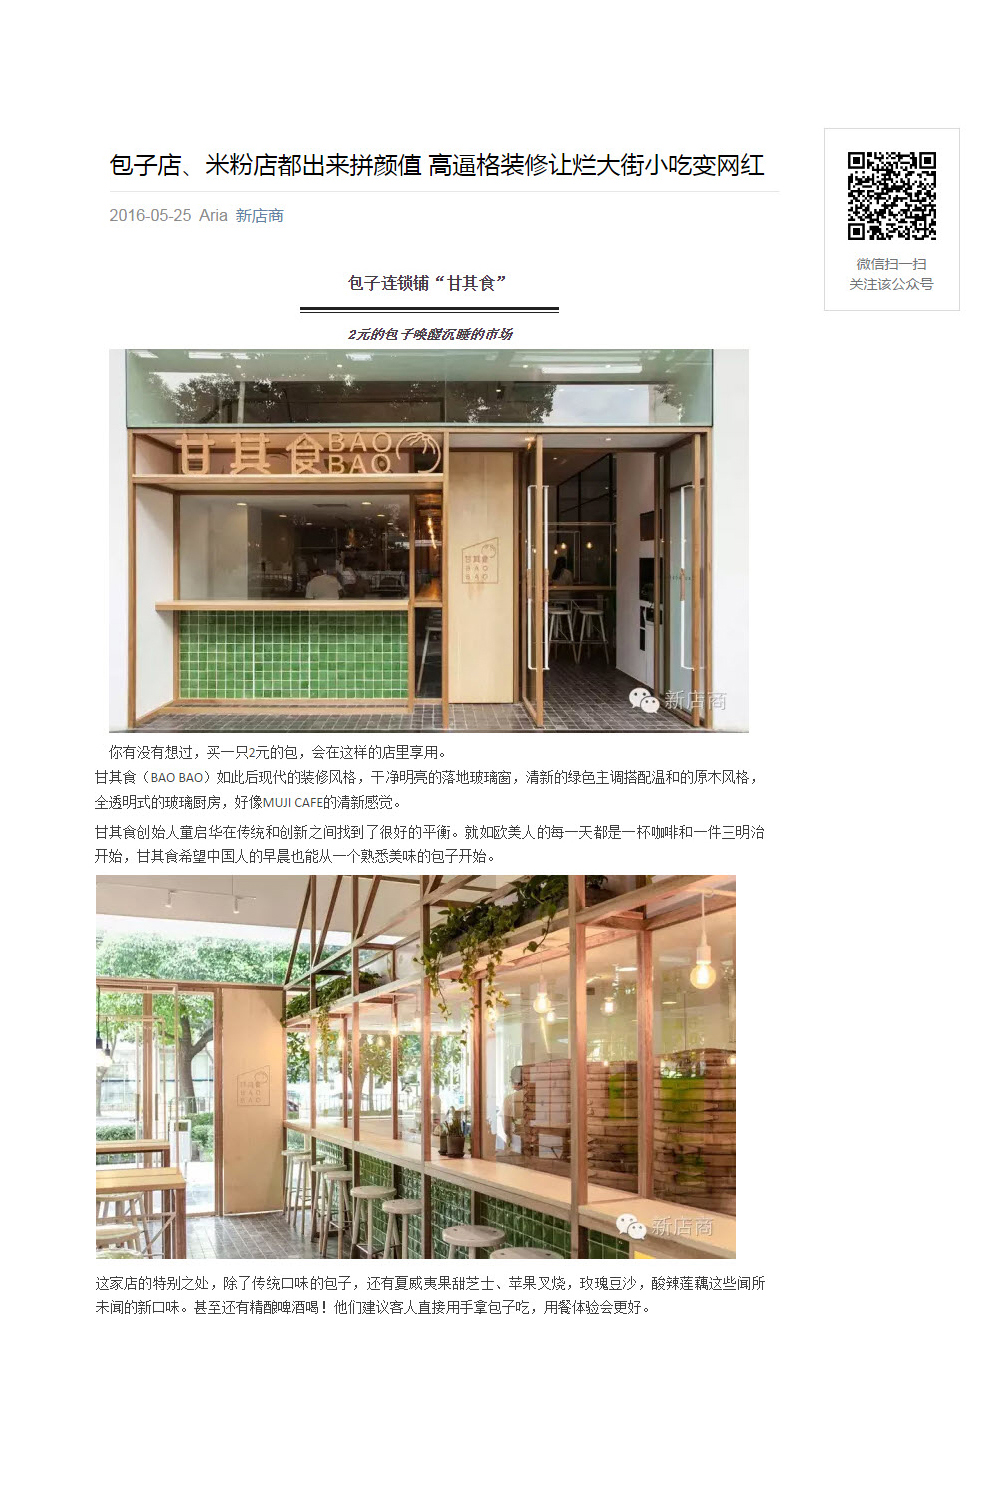 包子店、米粉店都出来拼颜值 高逼格装修让烂大街小吃变网红
2016-05-25 Aria 新店商
微信扫一扫
关注该公众号
包子连锁铺“甘其食”
2元的包子唤醒沉睡的市场
甘其食 BAO
BAO
甘其食
BAO
BAO
新店商
你有没有想过，买一只2元的包，会在这样的店里享用。
甘其食（BAO BAO）如此后现代的装修风格，干净明亮的落地玻璃窗，清新的绿色主调搭配温和的原木风格，
全透明式的玻璃厨房，好像MUJI CAFE的清新感觉。
甘其食创始人童启华在传统和创新之间找到了很好的平衡。就如欧美人的每一天都是一杯咖啡和一件三明治
开始，甘其食希望中国人的早晨也能从一个熟悉美味的包子开始。
甘其食
BAO
BAO
新店商
这家店的特别之处，除了传统口味的包子，还有夏威夷果甜芝士、苹果叉烧，玫瑰豆沙，酸辣莲藕这些闻所
未闻的新口味。甚至还有精酿啤酒喝！他们建议客人直接用手拿包子吃，用餐体验会更好。